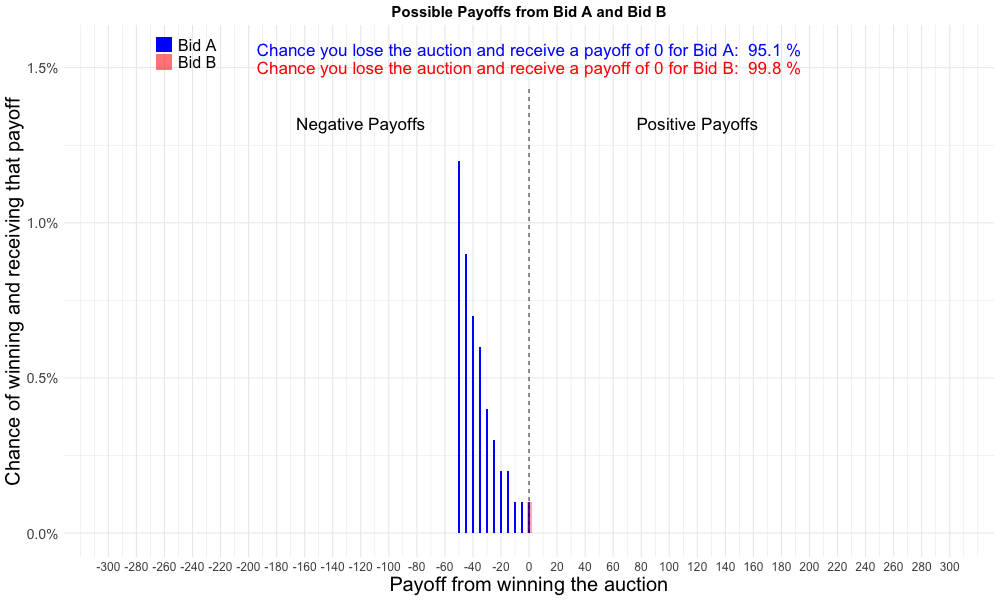 Possible Payoffs from Bid A and Bid B
Bid A
Bid B
Chance you lose the auction and receive a payoff of 0 for Bid A: 95.1 %
Chance you lose the auction and receive a payoff of 0 for Bid B: 99.8 %
Negative Payoffs
Positive Payoffs
Chance of winning and receiving that payoff
1.5%
1.0%
0.5%
0.0%
-300 -280 -260 -240 -220 -200 -180 -160 -140 -120 -100 -80 -60 -40 -20 0 20 40 60 80 100 120 140 160 180 200 220 240 260 280 300
Payoff from winning the auction